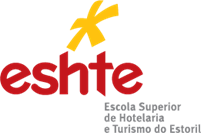 eshte
Escola Superior
de Hotelaria
e Turismo do Estoril